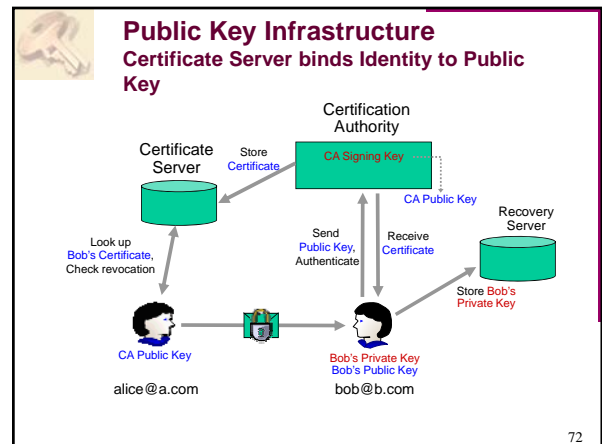 Public Key Infrastructure
Certificate Server binds Identity to Public
Key
Certification
Authority
Certificate
Server
Store
Certificate
CA Signing Key
CA Public Key
Recovery
Server
Look up
Bob's Certificate,
Check revocation
Send
Public Key,
Authenticate
Receive
Certificate
Store Bob's
Private Key
CA Public Key
Bob's Private Key
Bob's Public Key
alice@a.com
bob@b.com
72